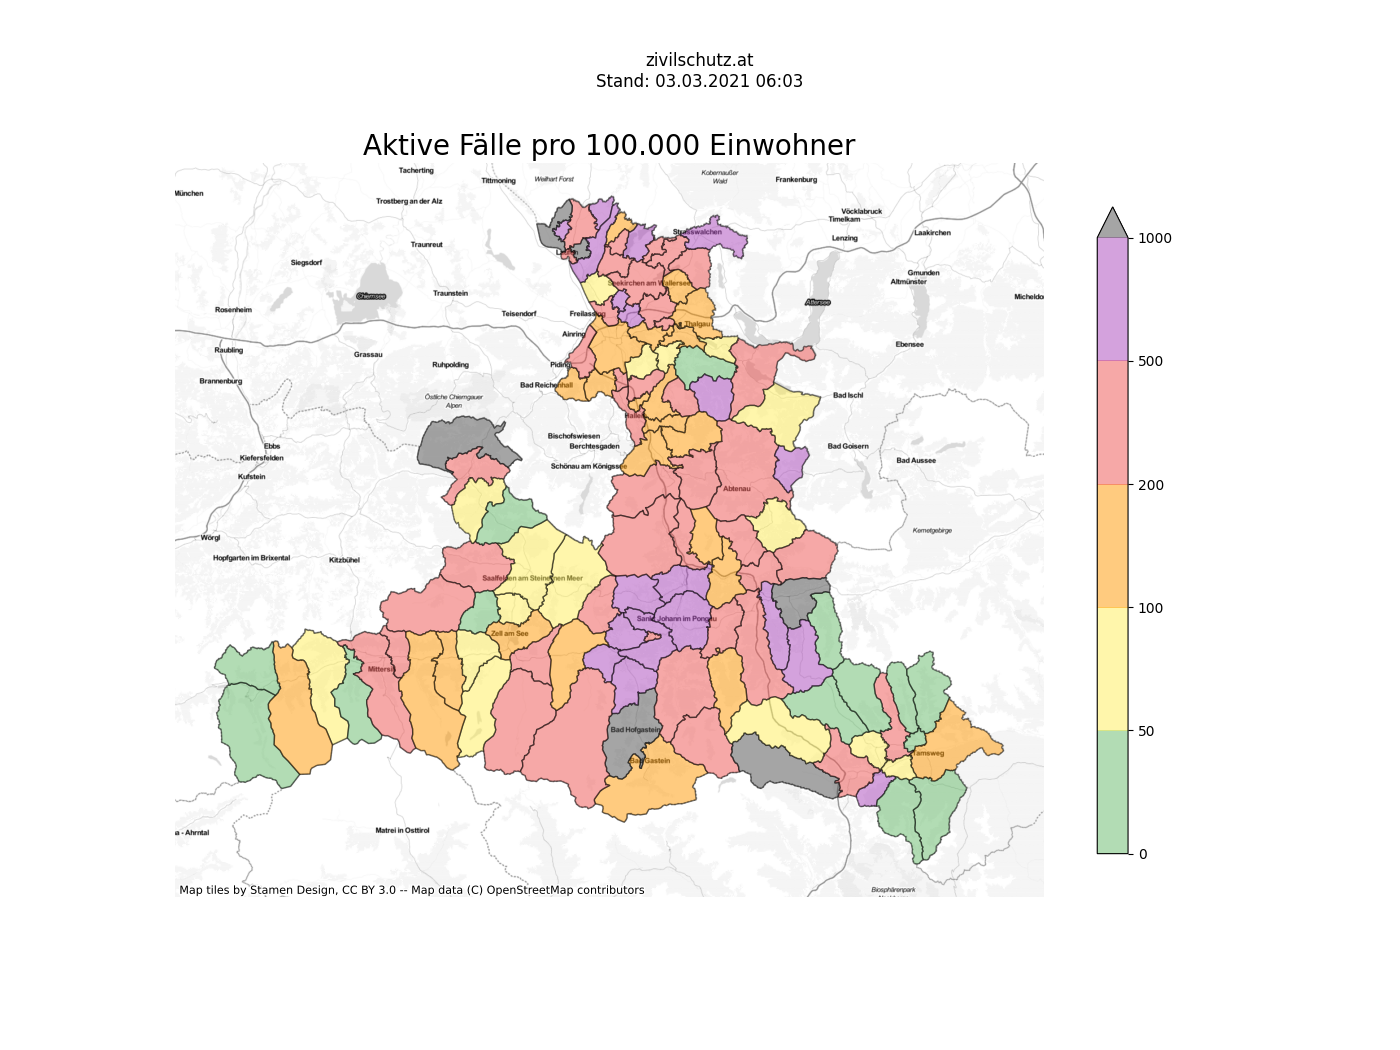 zivilschutz.at
Stand: 03.03.2021 06:03
Aktive Fälle pro 100.000 Einwohner
Tacherting
Tittmoning
Weilhart Forst
Kobernaußer
Wald
Frankenburg
München
Trostberg an der Alz
Vöcklabruck
Timelkam
Laakirchen
Strasswalchen
Lenzing
Traunreut
Siegsdorf
Gmunden
Altmünster
Seekirchen am Wallersee
Chiemsee
Traunstein
Attersee
Micheldo
Rosenheim
Teisendorf
Freilassing
Thalgau
Ainring
Ebensee
Raubling
Grassau
Ruhpolding
Piding
Brannenburg
Bad Reichenhall
Östliche Chiemgauer
Alpen
Bad Ischl
Hallein
Bischofswiesen
Berchtesgaden
Ebbs
Kiefersfelden
Bad Goisern
Bad Aussee
Schönau am Königssee
Kufstein
Abtenau
Kemetgebirge
Wörgl
Hopfgarten im Brixental
Kitzbühel
Saalfelden am Steinernen Meer
Sankt Johann im Pongau
Zell am See
Mittersill
Bad Hofgastein
Bad Gastein
Tamsweg
Matrei in Osttirol
a - Ahrntal
Biosphärenpark
Map tiles by Stamen Design, CC BY 3.0 -- Map data (C) OpenStreetMap contributors
1000
500
200
100
50
0